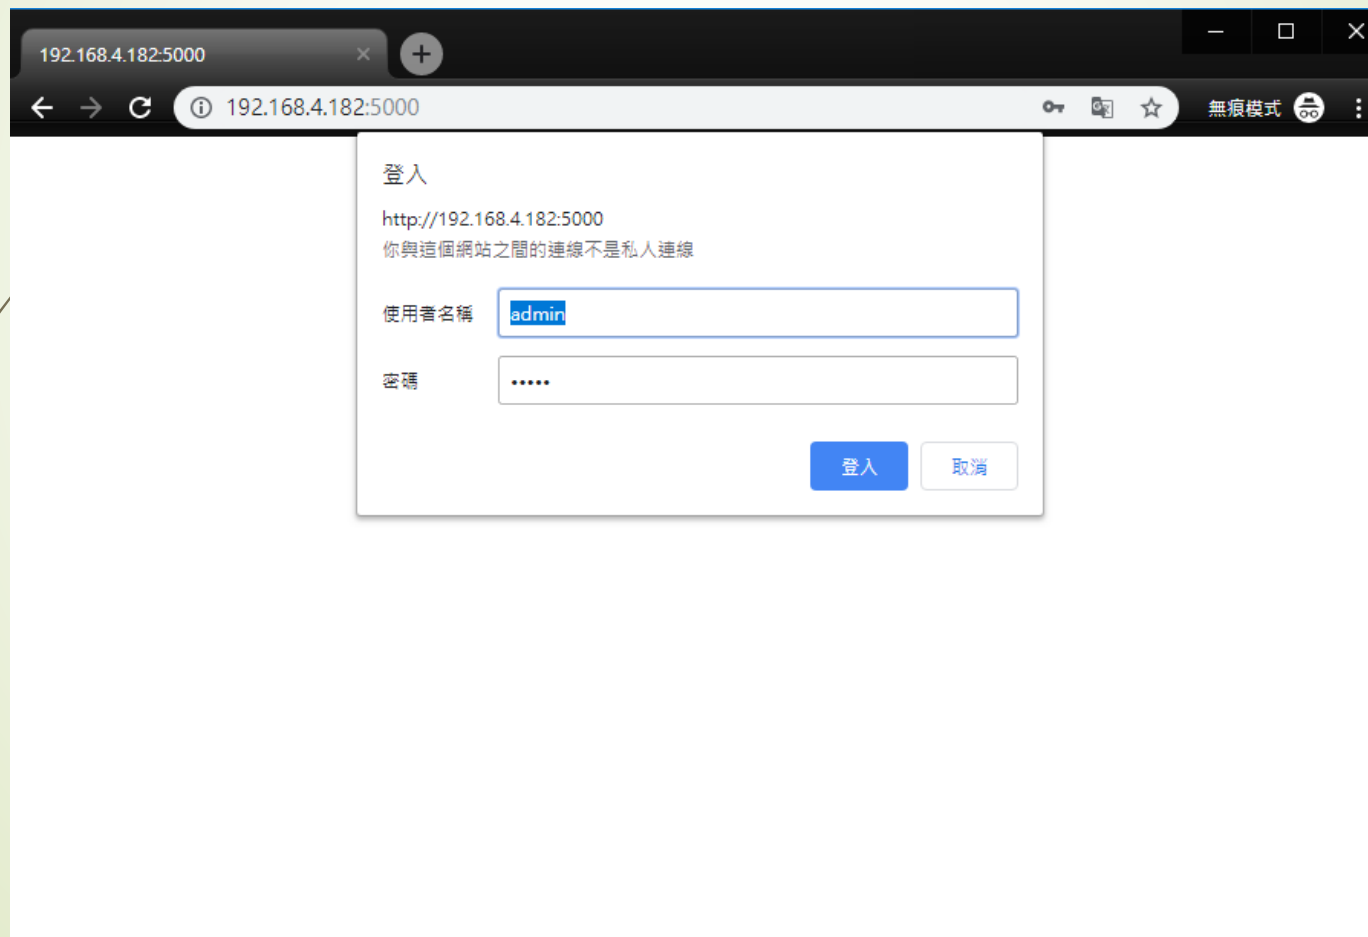 192.168.4.182:5000
192.168.4.182:5000
無痕模式
登入
http://192.168.4.182:5000
你與這個網站之間的連線不是私人連線
使用者名稱
admin
密碼
•••••
登入
取消